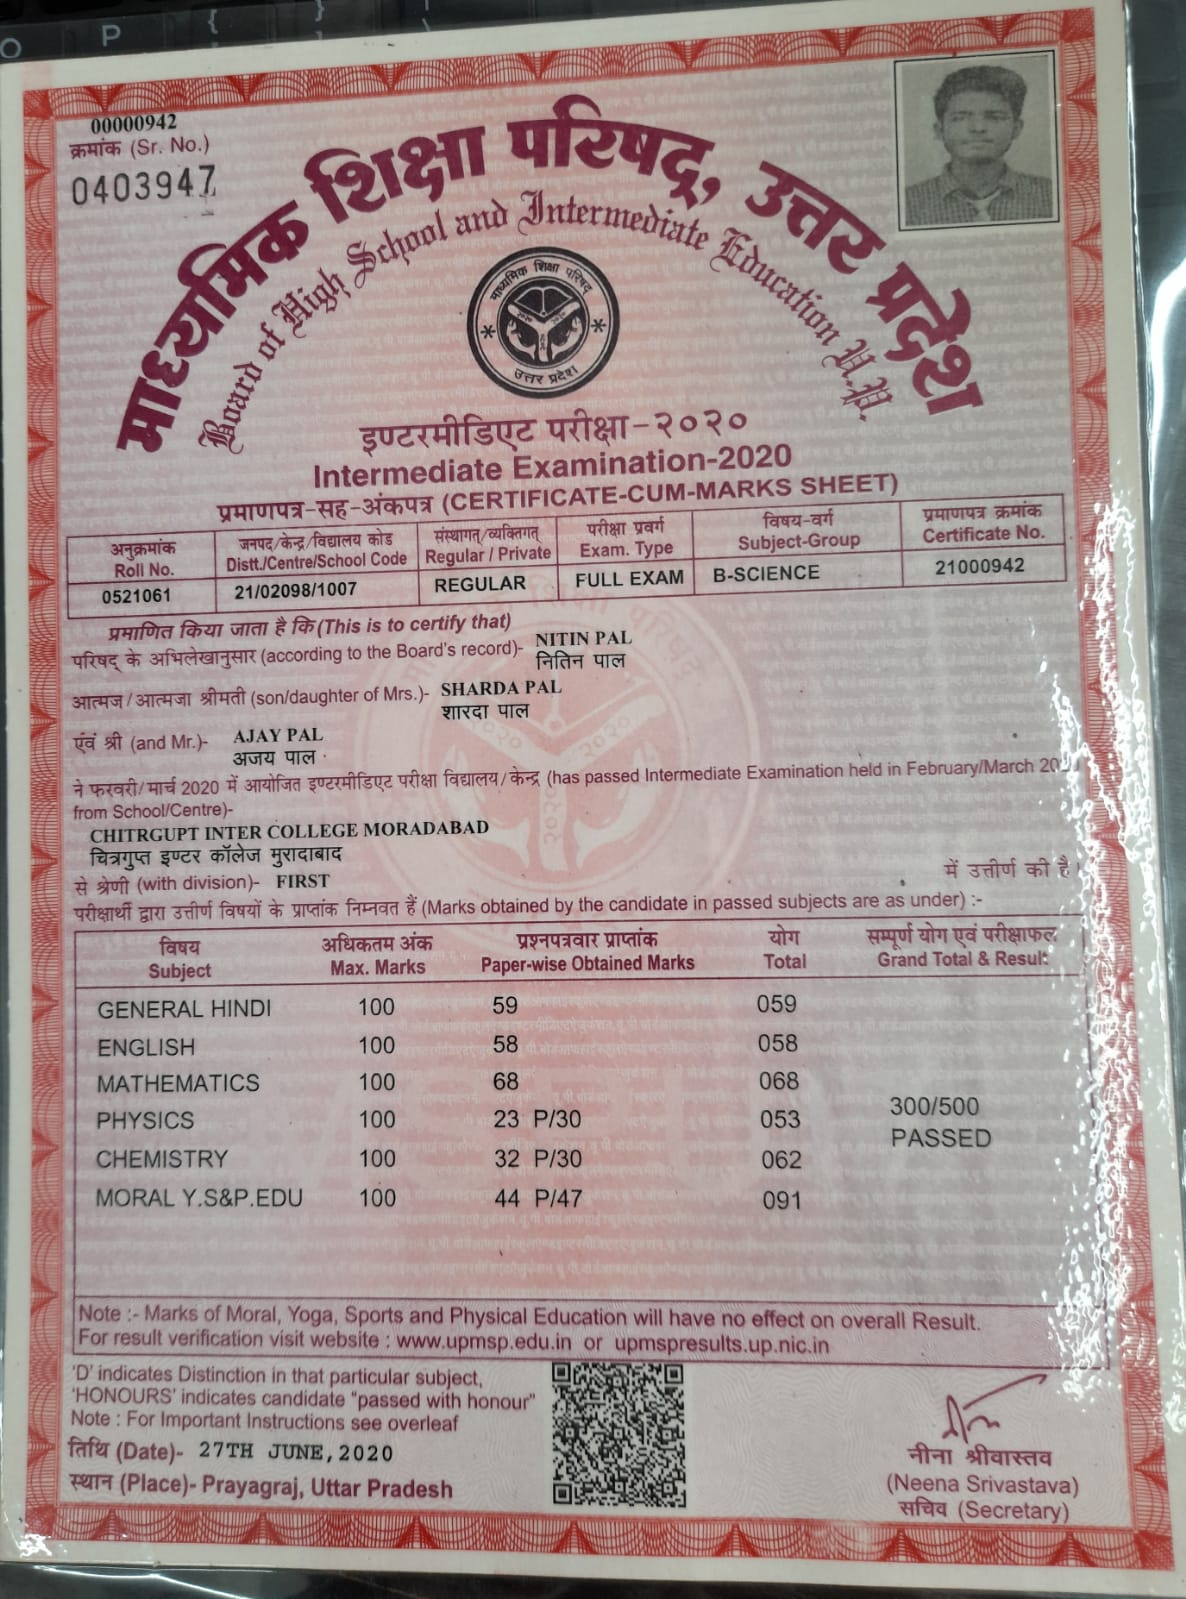 O P {
00000942
क्रमांक (Sr. No.)
0403947
माध्यमिक शिक्षा परिषद्, उत्तर प्रदेश
Board of High School and Intermediate Education U.P.
माध्यमिक शिक्षा परिषद्
उत्तर प्रदेश
इण्टरमीडिएट परीक्षा-२०२०
Intermediate Examination-2020
प्रमाणपत्र-सह-अंकपत्र (CERTIFICATE-CUM-MARKS SHEET)
अनुक्रमांक जनपद/केन्द्र/विद्यालय कोड संस्थागत्/व्यक्तिगत् परीक्षा प्रवर्ग विषय-वर्ग प्रमाणपत्र क्रमांक
Roll No. Distt./Centre/School Code Regular / Private Exam. Type Subject-Group Certificate No.
0521061 21/02098/1007 REGULAR FULL EXAM B-SCIENCE 21000942
प्रमाणित किया जाता है कि (This is to certify that)
परिषद् के अभिलेखानुसार (according to the Board's record)- NITIN PAL
नितिन पाल
आत्मज/आत्मजा श्रीमती (son/daughter of Mrs.)- SHARDA PAL
शारदा पाल
एंवं श्री (and Mr.)- AJAY PAL
अजय पाल
ने फरवरी/मार्च 2020 में आयोजित इण्टरमीडिएट परीक्षा विद्यालय/केन्द्र (has passed Intermediate Examination held in February/March
from School/Centre)-
CHITRGUPT INTER COLLEGE MORADABAD
चित्रगुप्त इण्टर कॉलेज मुरादाबाद
से श्रेणी (with division)- FIRST में उत्तीर्ण की है।
परीक्षार्थी द्वारा उत्तीर्ण विषयों के प्राप्तांक निम्नवत हैं (Marks obtained by the candidate in passed subjects are as under) :-
विषय अधिकतम अंक प्रश्नपत्रवार प्राप्तांक योग सम्पूर्ण योग एवं परीक्षाफल
Subject Max. Marks Paper-wise Obtained Marks Total Grand Total & Result
GENERAL HINDI 100 59 059
ENGLISH 100 58 058
MATHEMATICS 100 68 068
PHYSICS 100 23 P/30 053 300/500
PASSED
CHEMISTRY 100 32 P/30 062
MORAL Y.S&P.EDU 100 44 P/47 091
Note :- Marks of Moral, Yoga, Sports and Physical Education will have no effect on overall Result.
For result verification visit website : www.upmsp.edu.in or upmspresults.up.nic.in
'D' indicates Distinction in that particular subject,
'HONOURS' indicates candidate "passed with honour"
Note : For Important Instructions see overleaf
तिथि (Date)- 27TH JUNE, 2020
स्थान (Place)- Prayagraj, Uttar Pradesh
नीना श्रीवास्तव
(Neena Srivastava)
सचिव (Secretary)